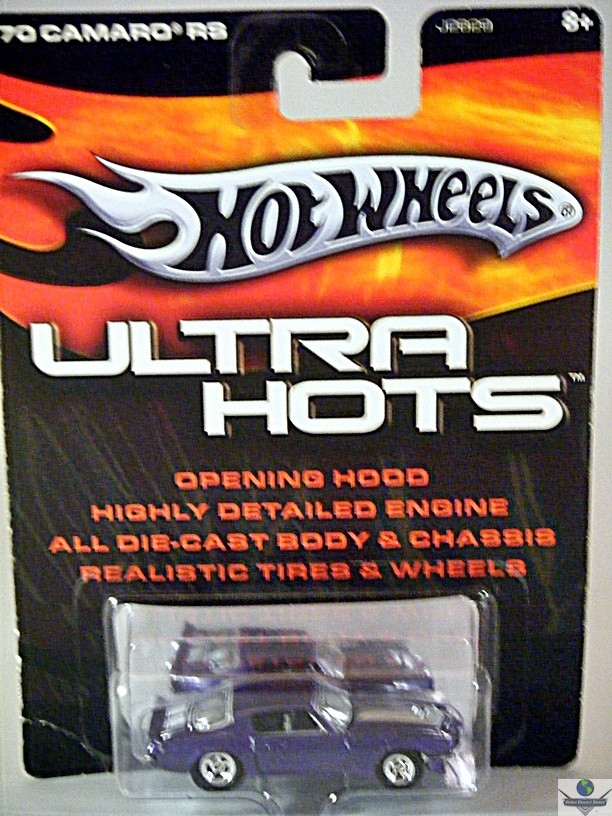 70 CAMARO® RS
8+
HOT WHEELS®
ULTRA
HOTS™
OPENING HOOD
HIGHLY DETAILED ENGINE
ALL DIE-CAST BODY & CHASSIS
REALISTIC TIRES & WHEELS